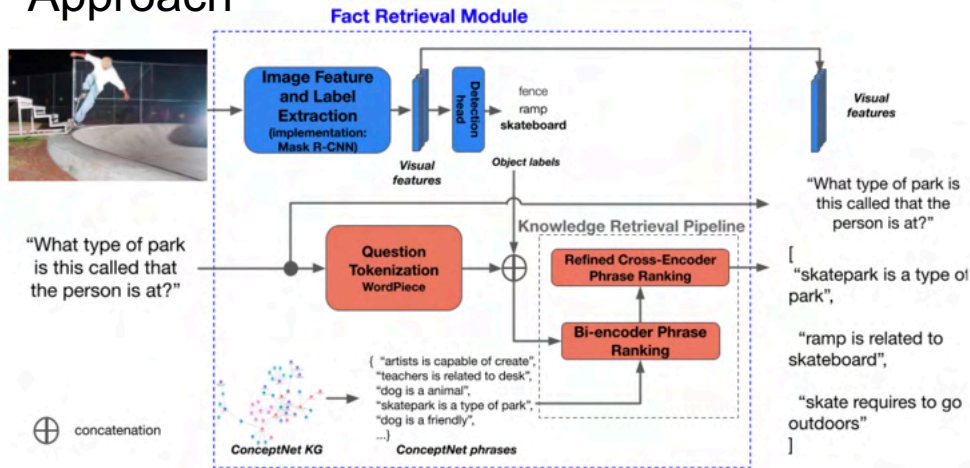 Approach
Fact Retrieval Module
Image Feature
and Label
Extraction
(implementation:
Mask R-CNN)
Visual
features
Detection
head
fence
ramp
skateboard
Object labels
Visual
features
"What type of park
is this called that
the person is at?"
Question
Tokenization
WordPiece
Knowledge Retrieval Pipeline
Refined Cross-Encoder
Phrase Ranking
Bi-encoder Phrase
Ranking
"What type of park is
this called that the
person is at?"
[
"skatepark is a type of
park",
"ramp is related to
skateboard",
"skate requires to go
outdoors"
]
{ "artists is capable of create",
"teachers is related to desk",
"dog is a animal",
"skatepark is a type of park",
"dog is a friendly",
...}
ConceptNet KG
ConceptNet phrases
concatenation